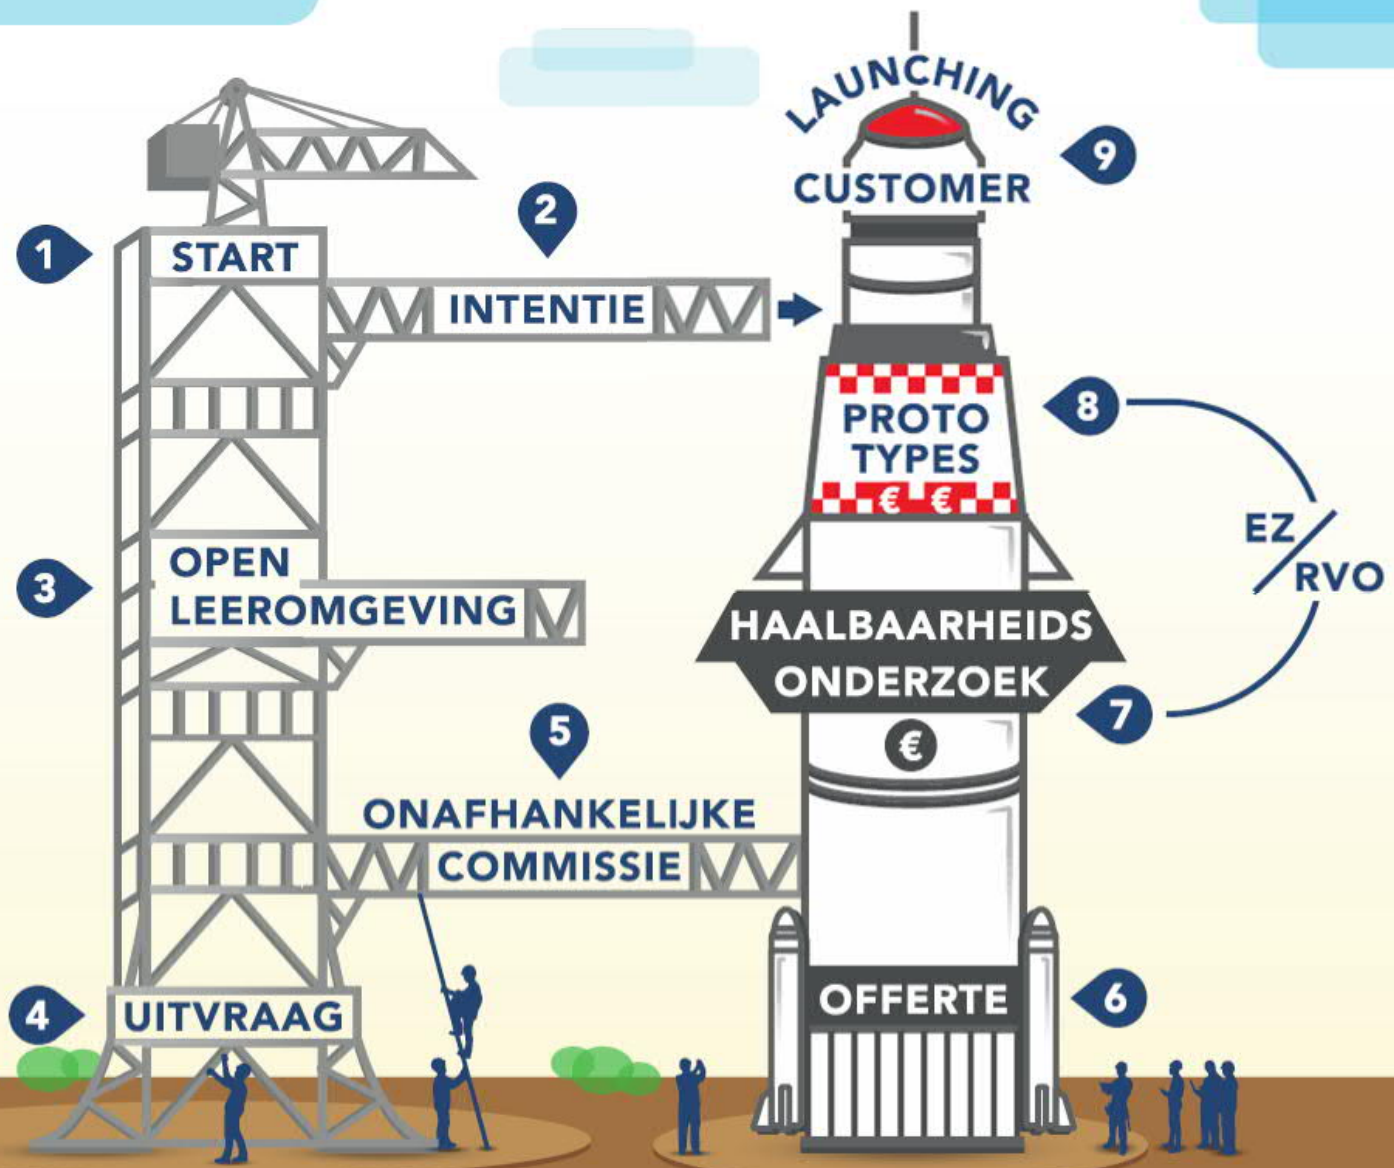 1
START
2
INTENTIE
3
OPEN
LEEROMGEVING
4
UITVRAAG
5
ONAFHANKELIJKE
COMMISSIE
6
OFFERTE
7
HAALBAARHEIDS
ONDERZOEK
€
8
PROTO
TYPES
€ €
EZ/
RVO
9
LAUNCHING
CUSTOMER